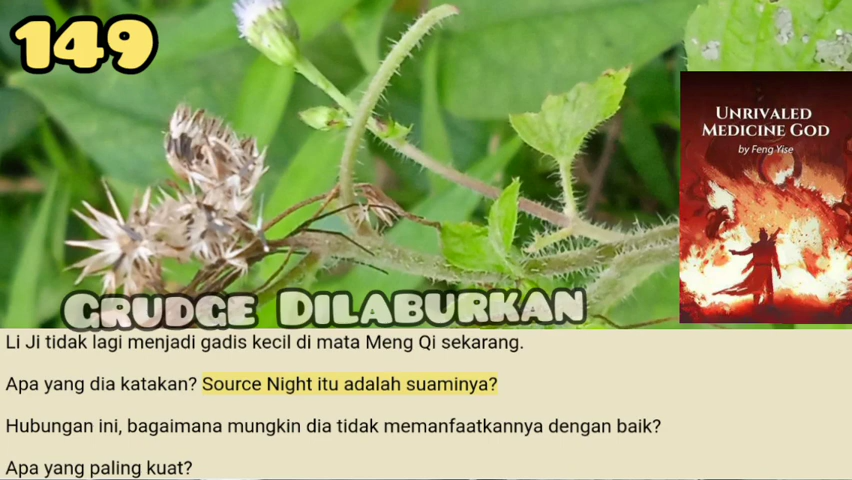 149
UNRIVALED
MEDICINE GOD
by Feng Yise
GRUDGE DILABURKAN
Li Ji tidak lagi menjadi gadis kecil di mata Meng Qi sekarang.
Apa yang dia katakan? Source Night itu adalah suaminya?
Hubungan ini, bagaimana mungkin dia tidak memanfaatkannya dengan baik?
Apa yang paling kuat?